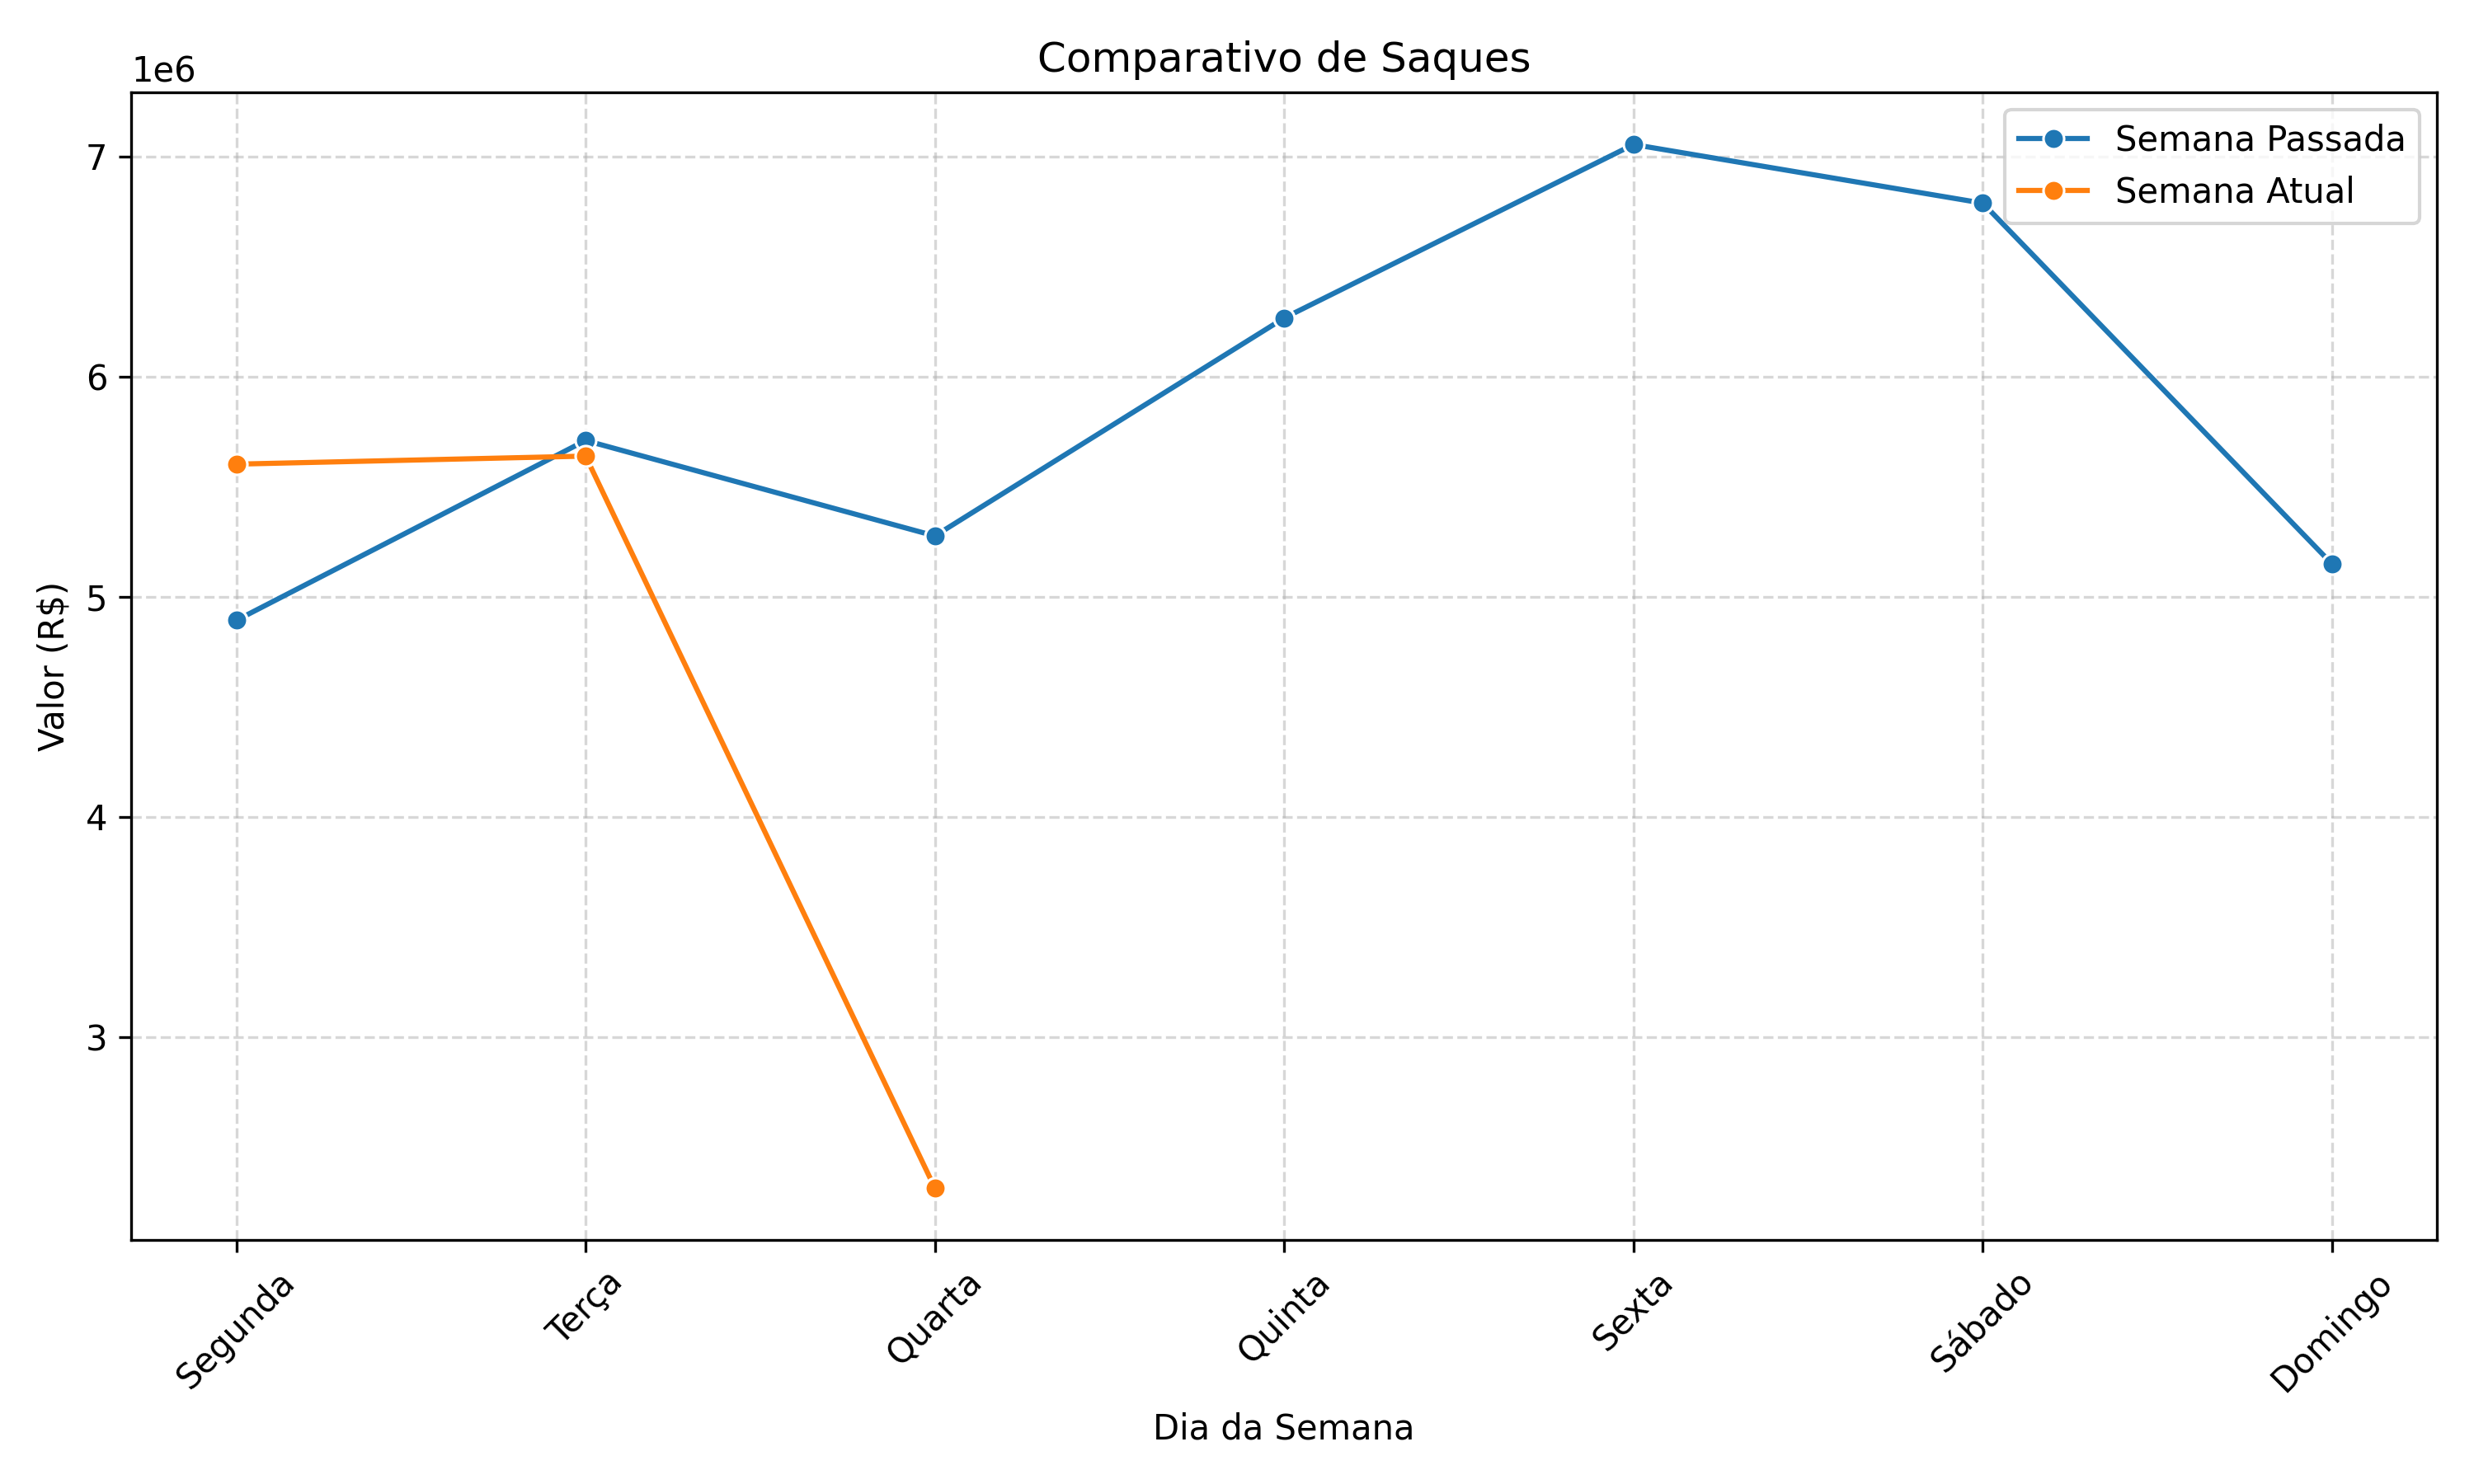 Comparativo de Saques
1e6
Semana Passada
Semana Atual
7
6
5
4
3
Valor (R$)
Segunda
Terça
Quarta
Quinta
Sexta
Sábado
Domingo
Dia da Semana